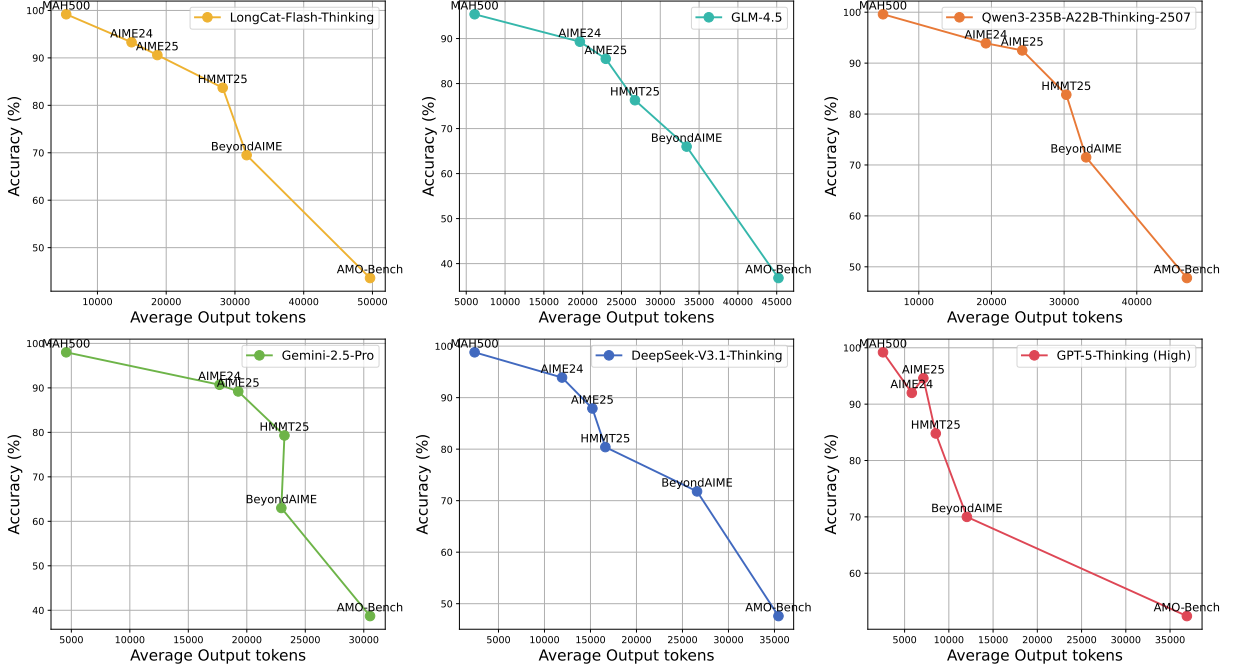 MAH500
LongCat-Flash-Thinking
AIME24
AIME25
HMMT25
BeyondAIME
AMO-Bench
100
90
80
70
60
50
Accuracy (%)
10000 20000 30000 40000 50000
Average Output tokens
MAH500
GLM-4.5
AIME24
AIME25
HMMT25
BeyondAIME
AMO-Bench
90
80
70
60
50
40
Accuracy (%)
5000 10000 15000 20000 25000 30000 35000 40000 45000
Average Output tokens
MAH500
Qwen3-235B-A22B-Thinking-2507
AIME24
AIME25
HMMT25
BeyondAIME
AMO-Bench
100
90
80
70
60
50
Accuracy (%)
10000 20000 30000 40000
Average Output tokens
MAH500
Gemini-2.5-Pro
AIME24
AIME25
HMMT25
BeyondAIME
AMO-Bench
100
90
80
70
60
50
40
Accuracy (%)
5000 10000 15000 20000 25000 30000
Average Output tokens
MAH500
DeepSeek-V3.1-Thinking
AIME24
AIME25
HMMT25
BeyondAIME
AMO-Bench
100
90
80
70
60
50
Accuracy (%)
5000 10000 15000 20000 25000 30000 35000
Average Output tokens
MAH500
GPT-5-Thinking (High)
AIME25
AIME24
HMMT25
BeyondAIME
AMO-Bench
100
90
80
70
60
Accuracy (%)
5000 10000 15000 20000 25000 30000 35000
Average Output tokens